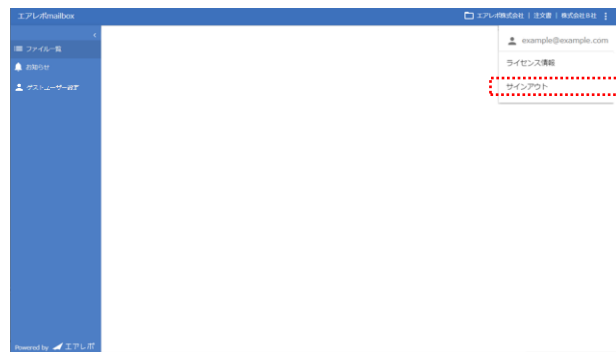 エアレポmailbox
エアレポ株式会社 | 注文書 | 株式会社B社
example@example.com
ファイル一覧
ライセンス情報
お知らせ
サインアウト
ゲストユーザー設定
Powered by エアレポ